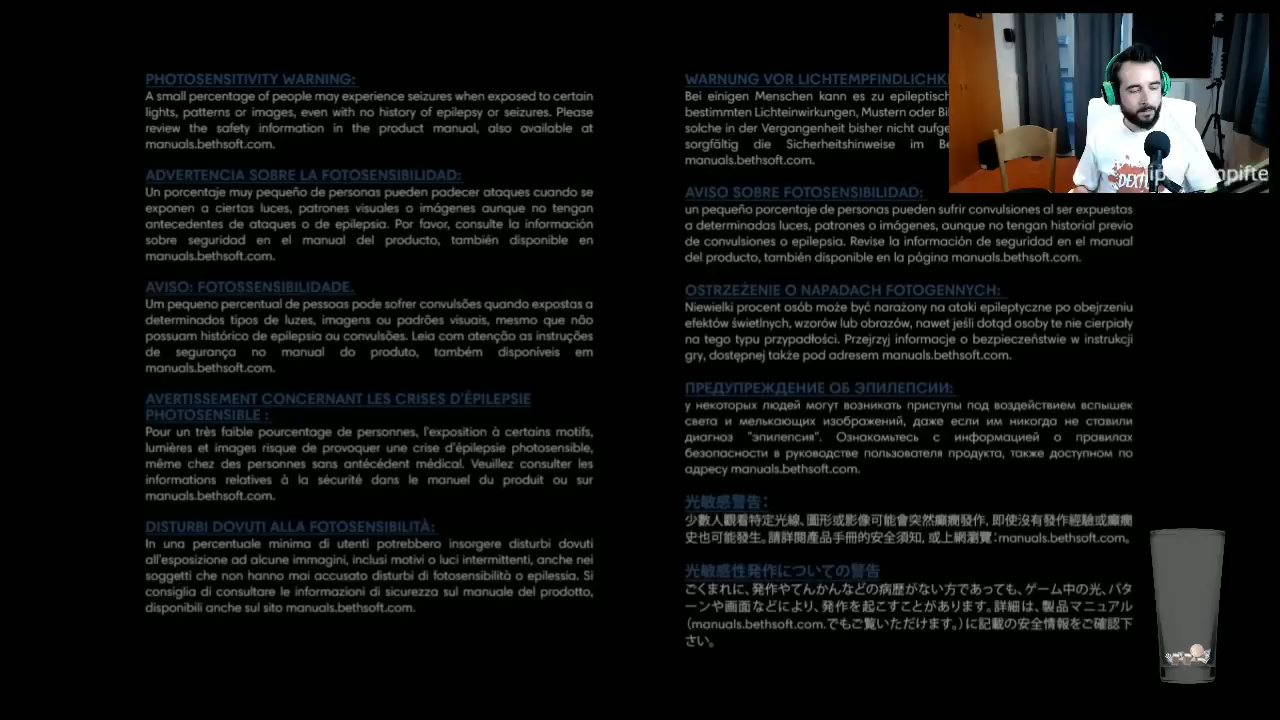 PHOTOSENSITIVITY WARNING:
A small percentage of people may experience seizures when exposed to certain
lights, patterns or images, even with no history of epilepsy or seizures. Please
review the safety information in the product manual, also available at
manuals.bethsoft.com.
ADVERTENCIA SOBRE LA FOTOSENSIBILIDAD:
Un porcentaje muy pequeño de personas pueden padecer ataques cuando se
exponen a ciertas luces, patrones visuales o imágenes aunque no tengan
antecedentes de ataques o de epilepsia. Por favor, consulte la información
sobre seguridad en el manual del producto, también disponible en
manuals.bethsoft.com.
AVISO: FOTOSSENSIBILIDADE.
Um pequeno percentual de pessoas pode sofrer convulsões quando expostas a
determinados tipos de luzes, imagens ou padrões visuais, mesmo que não
possuam histórico de epilepsia ou convulsões. Leia com atenção as instruções
de segurança no manual do produto, também disponíveis em
manuals.bethsoft.com.
AVERTISSEMENT CONCERNANT LES CRISES D'ÉPILEPSIE
PHOTOSENSIBLE :
Pour un très faible pourcentage de personnes, l'exposition à certains motifs,
lumières et images risque de provoquer une crise d'épilepsie photosensible,
même chez des personnes sans antécédent médical. Veuillez consulter les
informations relatives à la sécurité dans le manuel du produit ou sur
manuals.bethsoft.com.
DISTURBI DOVUTI ALLA FOTOSENSIBILITÀ:
In una percentuale minima di utenti potrebbero insorgere disturbi dovuti
all'esposizione ad alcune immagini, inclusi motivi o luci intermittenti, anche nei
soggetti che non hanno mai accusato disturbi di fotosensibilità o epilessia. Si
consiglia di consultare le informazioni di sicurezza sul manuale del prodotto,
disponibili anche sul sito manuals.bethsoft.com.
WARNUNG VOR LICHTEMPFINDLICHK
Bei einigen Menschen kann es zu epileptisch
bestimmten Lichteinwirkungen, Mustern oder Bi
solche in der Vergangenheit bisher nicht aufge
sorgfältig die Sicherheitshinweise im Be
manuals.bethsoft.com.
AVISO SOBRE FOTOSENSIBILIDAD:
un pequeño porcentaje de personas pueden sufrir convulsiones al ser expuestas
a determinadas luces, patrones o imágenes, aunque no tengan historial previo
de convulsiones o epilepsia. Revise la información de seguridad en el manual
del producto, también disponible en la página manuals.bethsoft.com.
OSTRZEŻENIE O NAPADACH FOTOGENNYCH:
Niewielki procent osób może być narażony na ataki epileptyczne po obejrzeniu
efektów świetlnych, wzorów lub obrazów, nawet jeśli dotąd osoby te nie cierpiały
na tego typu przypadłości. Przejrzyj informacje o bezpieczeństwie w instrukcji
gry, dostępnej także pod adresem manuals.bethsoft.com.
ПРЕДУПРЕЖДЕНИЕ ОБ ЭПИЛЕПСИИ:
у некоторых людей могут возникать приступы под воздействием вспышек
света и мелькающих изображений, даже если им никогда не ставили
диагноз "эпилепсия". Ознакомьтесь с информацией о правилах
безопасности в руководстве пользователя продукта, также доступном по
адресу manuals.bethsoft.com.
光敏感警告：
少數人觀看特定光線、圖形或影像可能會突然癲癇發作，即使沒有發作經驗或癲癇
史也可能發生。請詳閱產品手冊的安全須知，或上網瀏覽：manuals.bethsoft.com。
光敏感性発作についての警告
ごくまれに、発作やてんかんなどの病歴がない方であっても、ゲーム中の光、パタ
ーンや画面などにより、発作を起こすことがあります。詳細は、製品マニュアル
（manuals.bethsoft.com.でもご覧いただけます。）に記載の安全情報をご確認下
さい。
DEXT